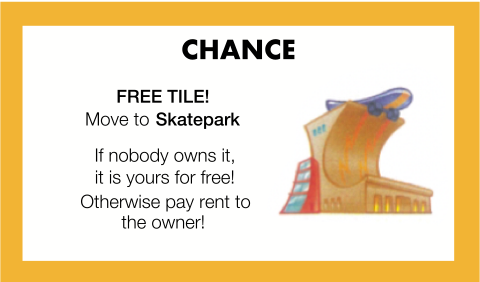 CHANCE
FREE TILE!
Move to Skatepark
If nobody owns it,
it is yours for free!
Otherwise pay rent to
the owner!